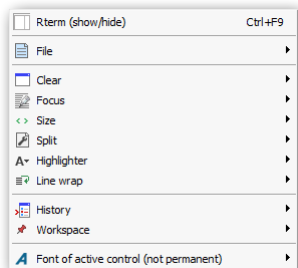 Rterm (show/hide) Ctrl+F9
File
Clear
Focus
Size
Split
Highlighter
Line wrap
History
Workspace
Font of active control (not permanent)